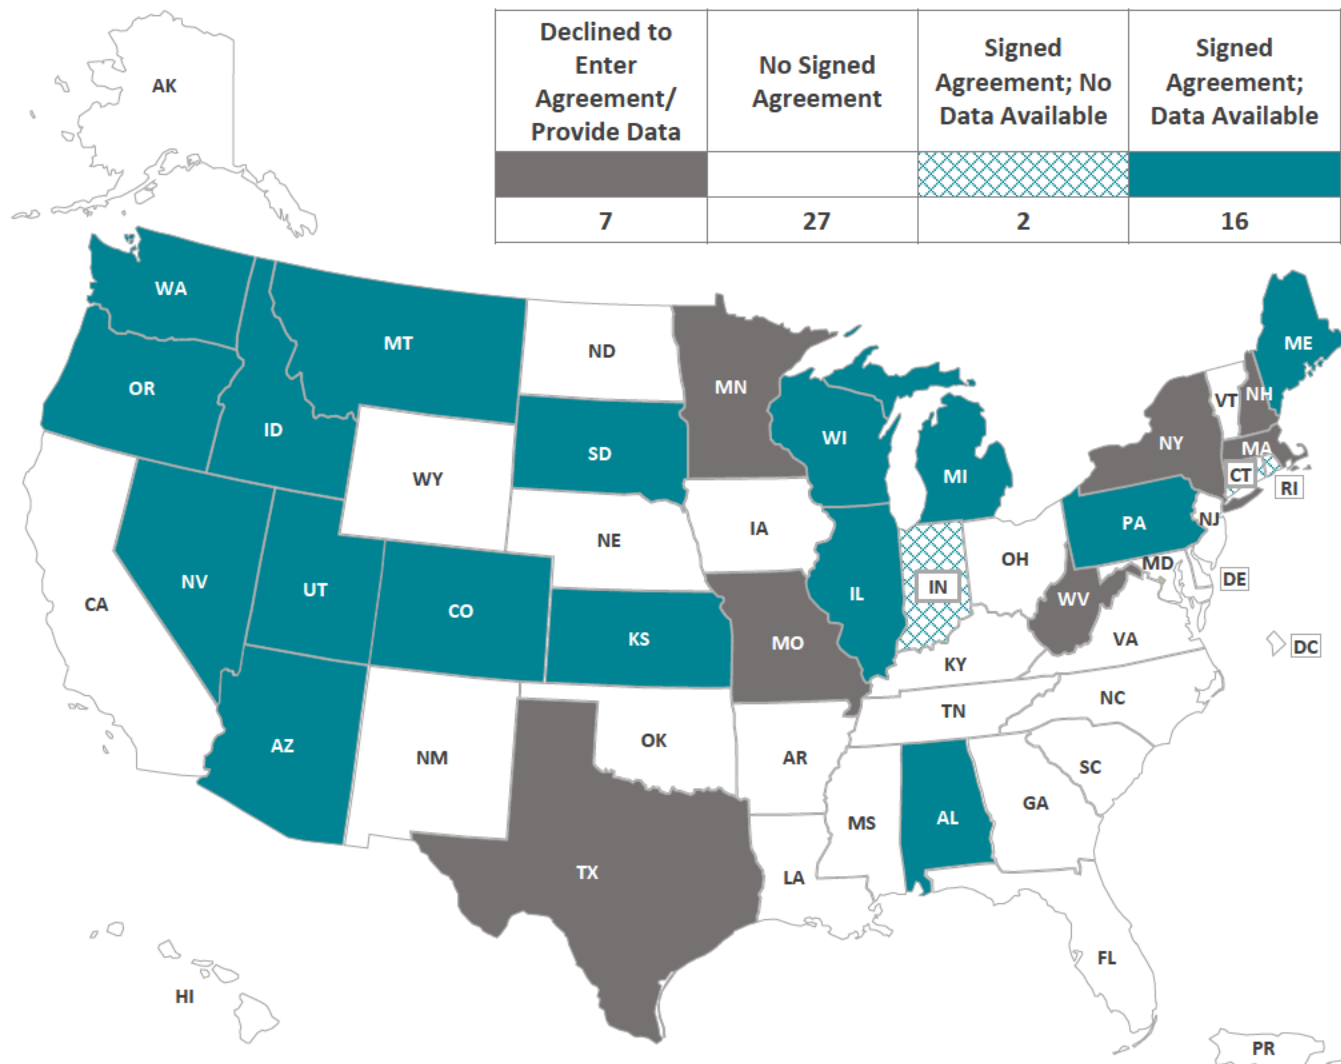 Declined to
Enter
Agreement/
Provide Data
No Signed
Agreement
Signed
Agreement; No
Data Available
Signed
Agreement;
Data Available
7
27
2
16
AK
WA
MT
ND
MN
ME
OR
ID
SD
WI
MI
NY
VT
NH
MA
CT
RI
WY
NE
IA
PA
NJ
OH
MD
DE
NV
UT
CO
KS
MO
IL
IN
WV
VA
DC
CA
KY
NC
TN
AZ
NM
OK
AR
SC
GA
MS
AL
TX
LA
FL
HI
PR